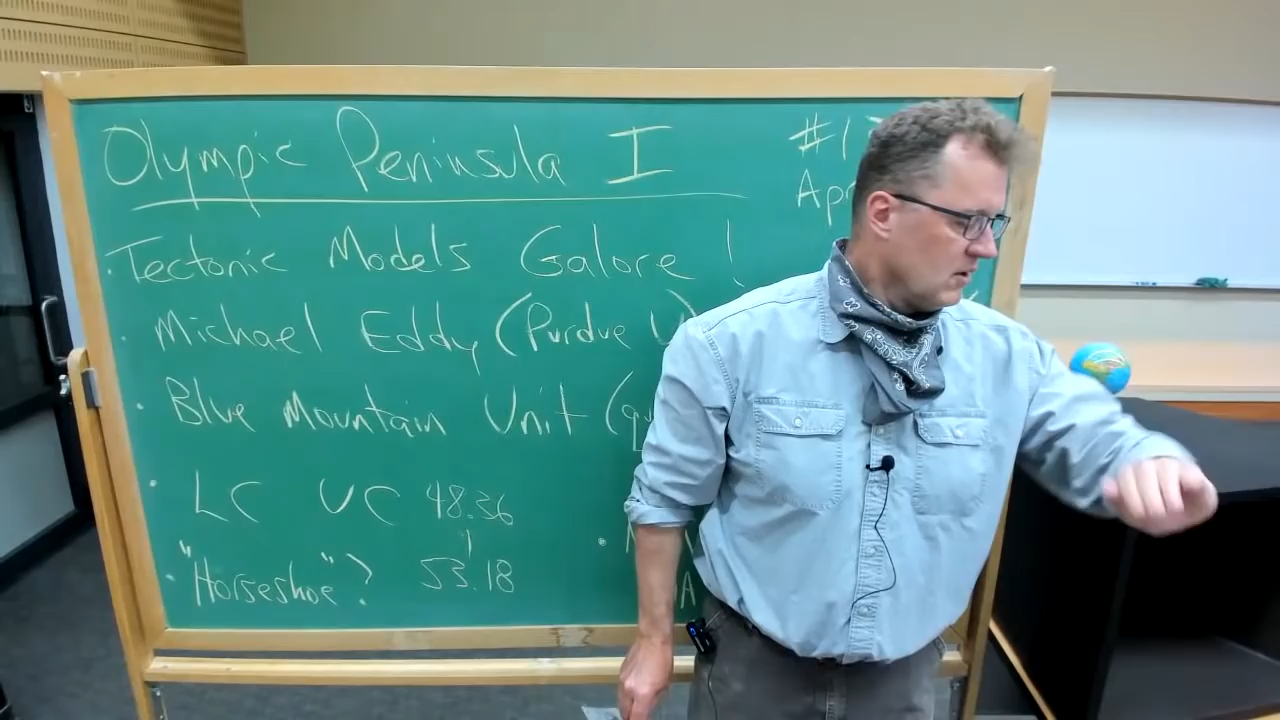 Olympic Peninsula I
#1
Tectonic Models Galore!
Michael Eddy (Purdue U)
Blue Mountain Unit
LC UC 48.36
"Horseshoe"? 53.18